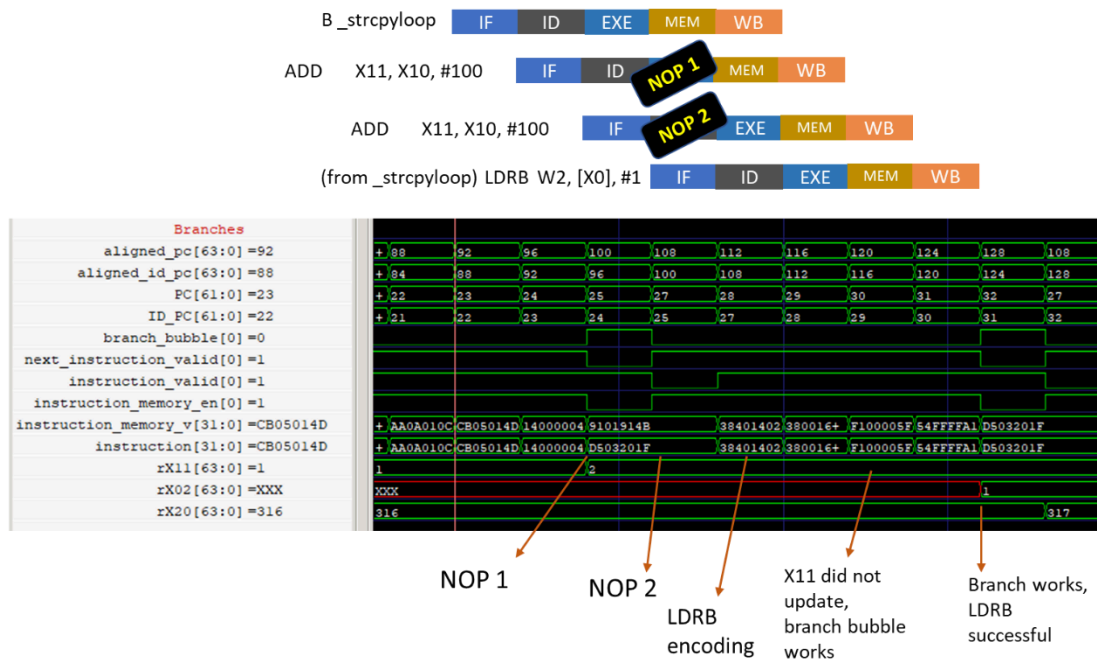 B _strcpyloop IF ID EXE MEM WB
ADD X11, X10, #100 IF ID NOP 1 MEM WB
ADD X11, X10, #100 IF NOP 2 EXE MEM WB
(from _strcpyloop) LDRB W2, [X0], #1 IF ID EXE MEM WB
Branches
aligned_pc[63:0] =92 + 88 92 96 100 108 112 116 120 124 128 108
aligned_id_pc[63:0] =88 + 84 88 92 96 100 108 112 116 120 124 128
PC[61:0] =23 + 22 23 24 25 27 28 29 30 31 32 27
ID_PC[61:0] =22 + 21 22 23 24 25 27 28 29 30 31 32
branch_bubble[0] =0
next_instruction_valid[0] =1
instruction_valid[0] =1
instruction_memory_en[0] =1
instruction_memory_v[31:0] =CB05014D + AA0A010C CB05014D 14000004 9101914B 38401402 380016+ F100005F 54FFFFA1 D503201F
instruction[31:0] =CB05014D + AA0A010C CB05014D 14000004 D503201F 38401402 380016+ F100005F 54FFFFA1 D503201F
rX11[63:0] =1 1 2
rX02[63:0] =XXX XXX 1
rX20[63:0] =316 316 317
NOP 1
NOP 2
LDRB
encoding
X11 did not
update,
branch bubble
works
Branch works,
LDRB
successful